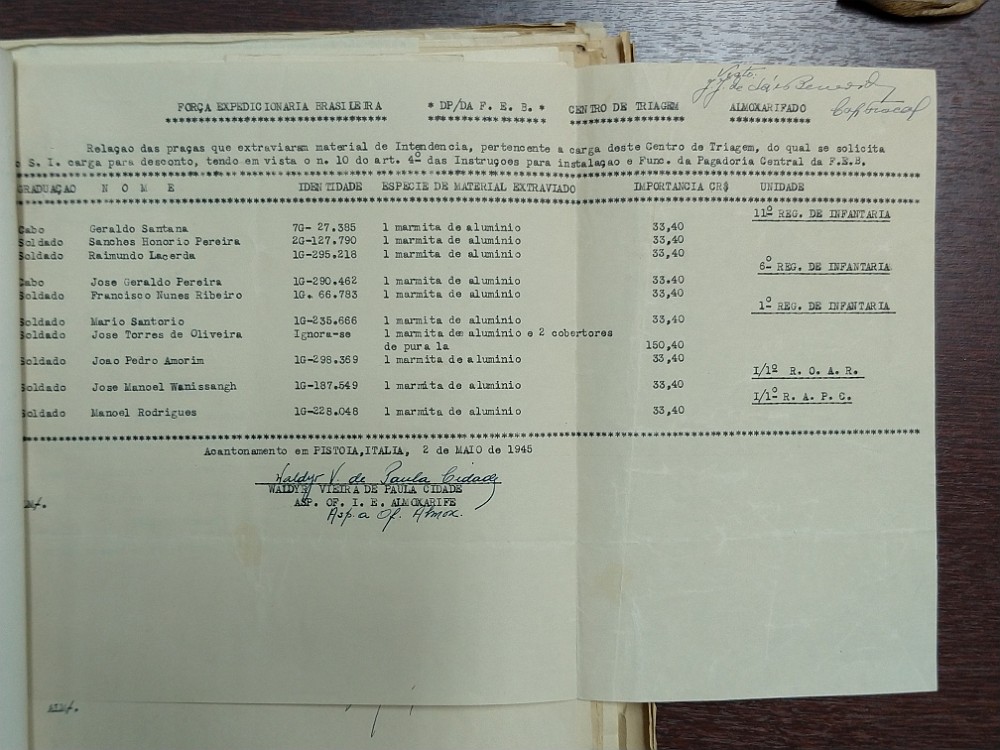 Visto.
FORÇA EXPEDICIONARIA BRASILEIRA * DP/DA F. E. B. * CENTRO DE TRIAGEM ALMOXARIFADO
Relaçao das praças que extraviaram material de Intendencia, pertencente a carga deste Centro de Triagem, do qual se solicita
S. I. carga para desconto, tendo em vista o n. 10 do art. 4º das Instruçoes para instalaçao e Func. da Pagadoria Central da F.E.B.
GRADUAÇAO N O M E IDENTIDADE ESPECIE DE MATERIAL EXTRAVIADO IMPORTANCIA CR$ UNIDADE
11º REG. DE INFANTARIA
Cabo Geraldo Santana 7G- 27.385 1 marmita de aluminio 33,40
Soldado Sanches Honorio Pereira 2G-127.790 1 marmita de aluminio 33,40
Soldado Raimundo Lacerda 1G-295.218 1 marmita de aluminio 33,40
6º REG. DE INFANTARIA
Cabo Jose Geraldo Pereira 1G-290.462 1 marmita de aluminio 33.40
Soldado Francisco Nunes Ribeiro 1G. 66.783 1 marmita de aluminio 33,40
1º REG. DE INFANTARIA
Soldado Mario Santorio 1G-235.666 1 marmita de aluminio 33,40
Soldado Jose Torres de Oliveira Ignora-se 1 marmita de aluminio e 2 cobertores
de pura la 150,40
Soldado Joao Pedro Amorim 1G-298.369 1 marmita de aluminio 33,40
I/1º R. O. A. R.
Soldado Jose Manoel Wanissangh 1G-187.549 1 marmita de aluminio 33,40
I/1º R. A. P. C.
Soldado Manoel Rodrigues 1G-228.048 1 marmita de aluminio 33,40
Acantonamento em PISTOIA,ITALIA, 2 de MAIO de 1945
Waldyr V. de Paula Cidade
WALDYR VIEIRA DE PAULA CIDADE
ASP. OF. I. E. ALMOXARIFE
Asp. a Of. Almox.